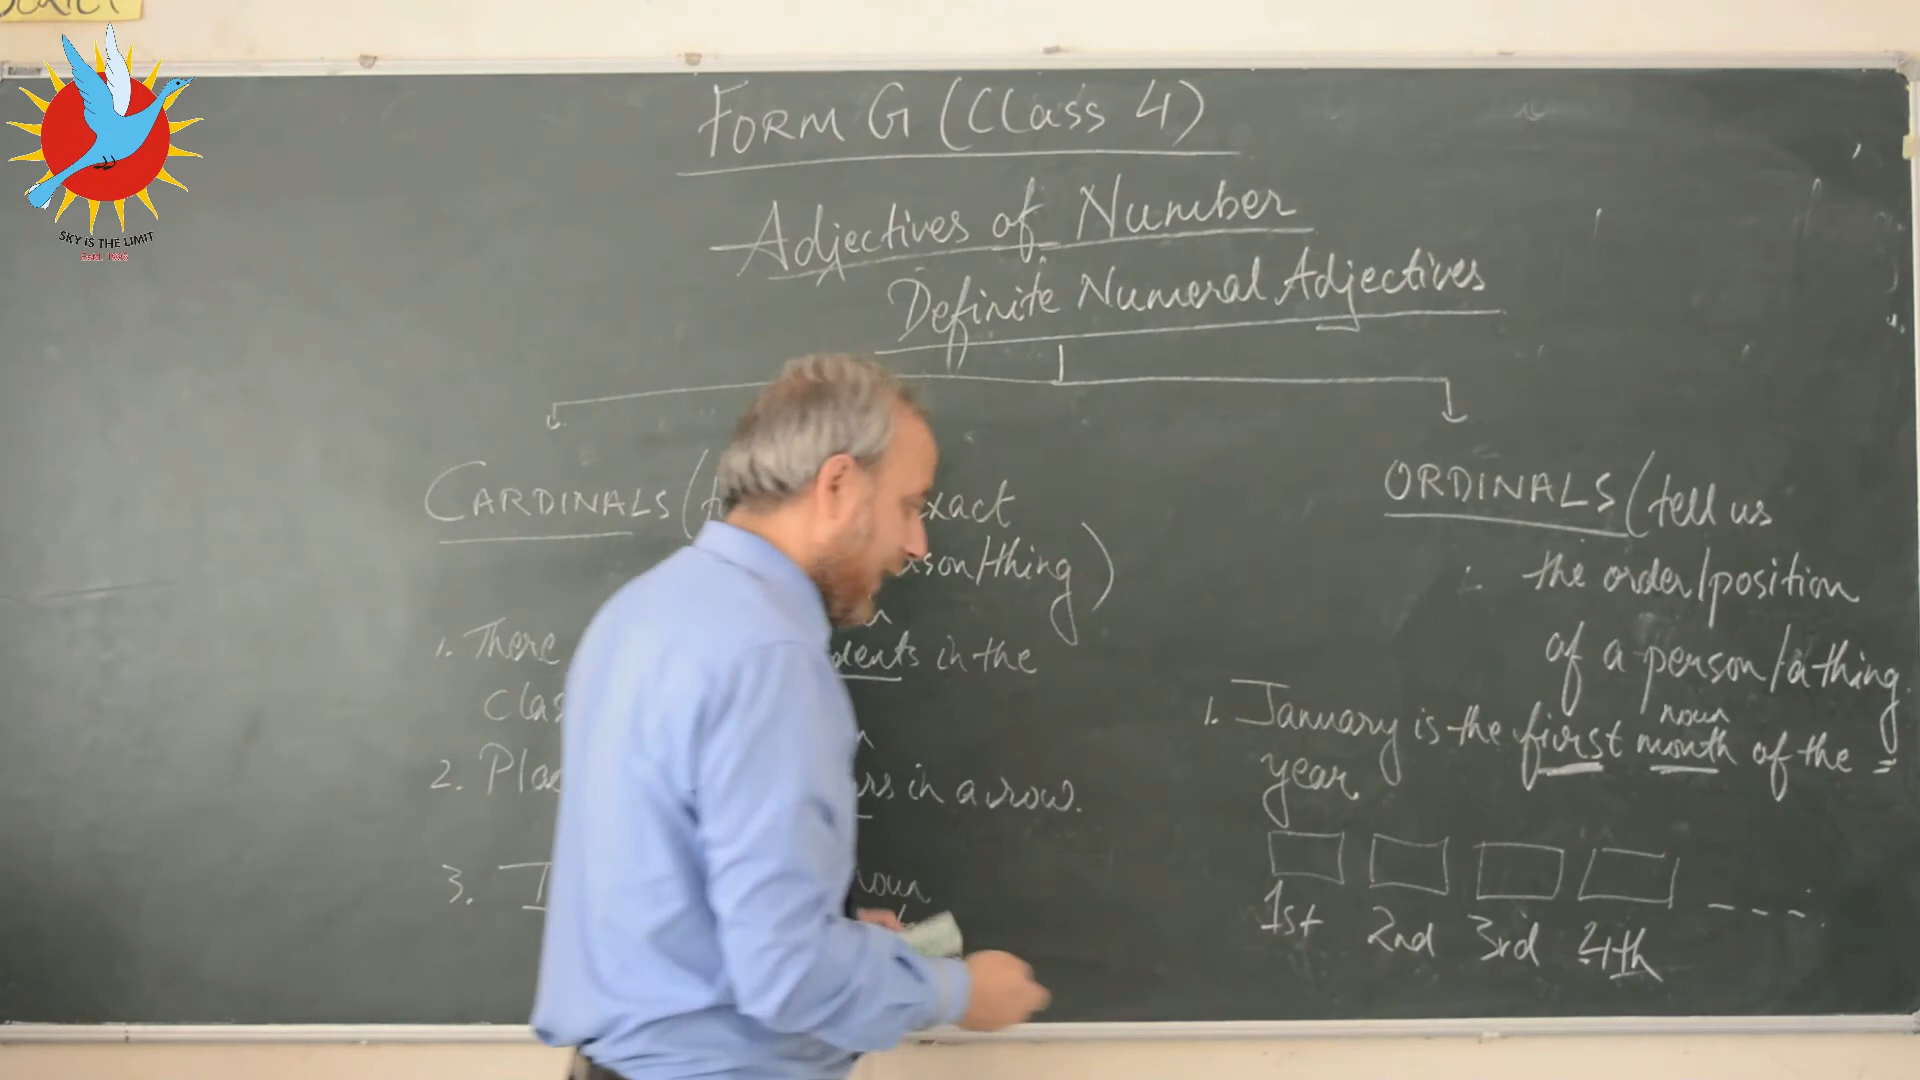 SKY IS THE LIMIT
FORM G (Class 4)
Adjectives of Number
Definite Numeral Adjectives
CARDINALS (
xact
son/thing)
1. There dents in the
clas
2. Pla rs in a row.
3. I
noun
ORDINALS (tell us
the order/position
of a person/a thing
noun
1. January is the first month of the
year.
1st 2nd 3rd 4th ----